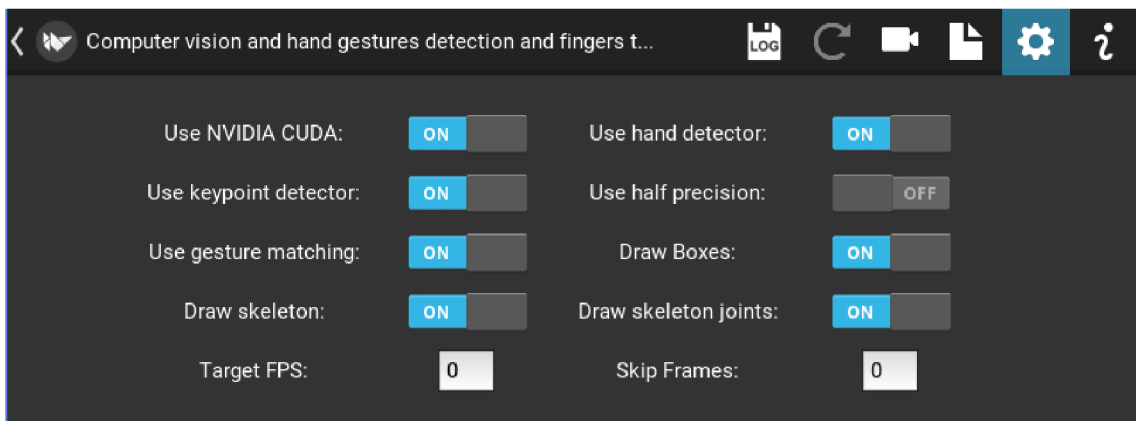 Computer vision and hand gestures detection and fingers t...
LOG
Use NVIDIA CUDA: ON Use hand detector: ON
Use keypoint detector: ON Use half precision: OFF
Use gesture matching: ON Draw Boxes: ON
Draw skeleton: ON Draw skeleton joints: ON
Target FPS: 0 Skip Frames: 0